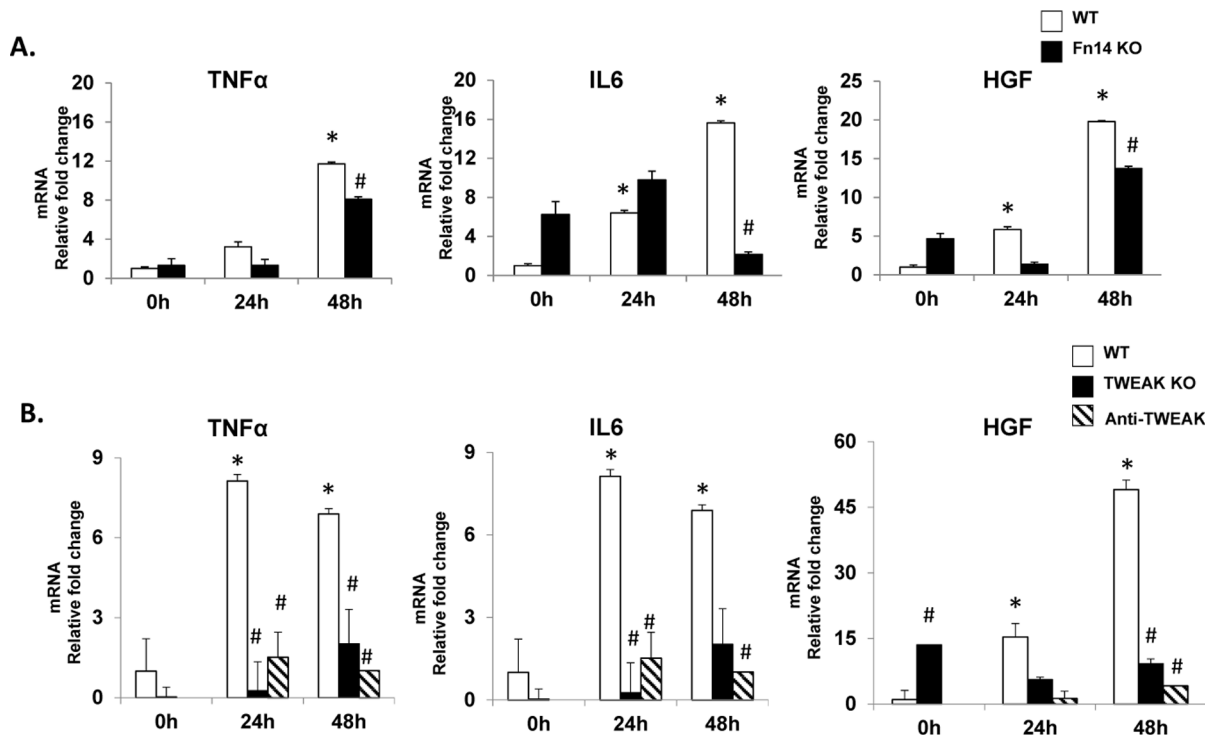 WT
Fn14 KO
A.
TNFα
IL6
HGF
mRNA
Relative fold change
20
16
12
8
4
0
0h
24h
48h
*
#
mRNA
Relative fold change
20
16
12
8
4
0
0h
24h
48h
*
*
#
mRNA
Relative fold change
25
20
15
10
5
0
0h
24h
48h
*
*
#
WT
TWEAK KO
Anti-TWEAK
B.
TNFα
IL6
HGF
mRNA
Relative fold change
9
6
3
0
0h
24h
48h
*
#
#
*
#
#
mRNA
Relative fold change
9
6
3
0
0h
24h
48h
*
#
#
*
#
mRNA
Relative fold change
60
45
30
15
0
0h
24h
48h
#
*
*
#
#